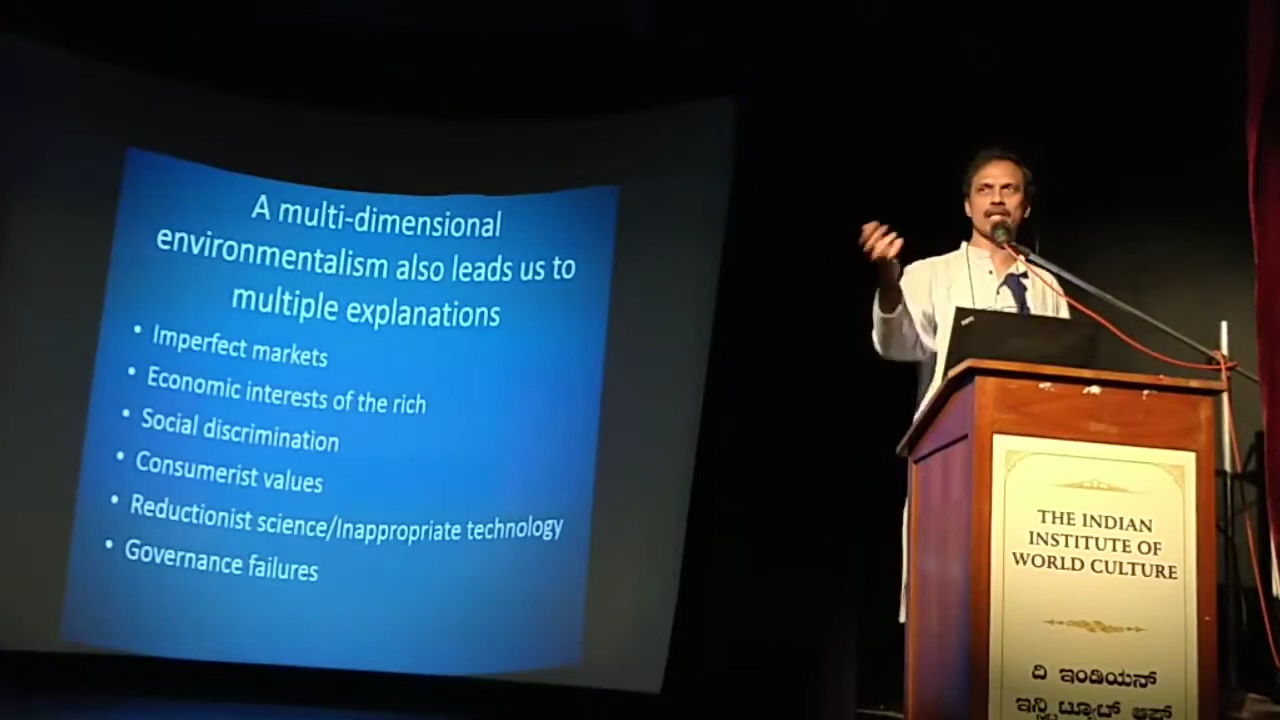 A multi-dimensional
environmentalism also leads us to
multiple explanations
• Imperfect markets
• Economic interests of the rich
• Social discrimination
• Consumerist values
• Reductionist science/Inappropriate technology
• Governance failures
THE INDIAN
INSTITUTE OF
WORLD CULTURE
ದಿ ಇಂಡಿಯನ್